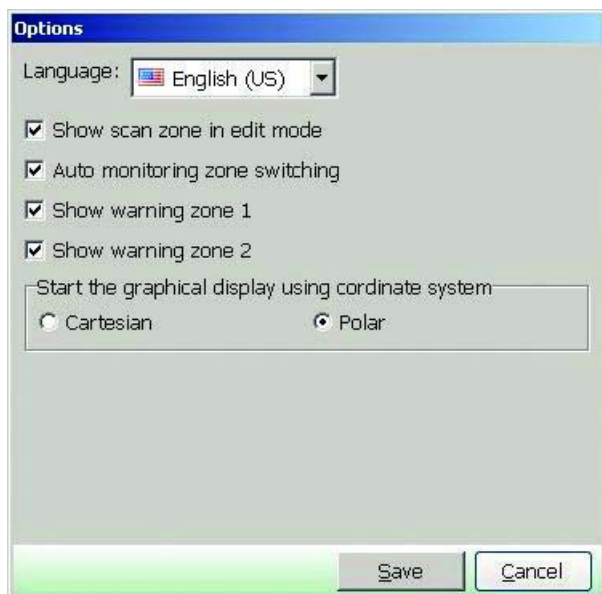 Options
Language: English (US)
Show scan zone in edit mode
Auto monitoring zone switching
Show warning zone 1
Show warning zone 2
Start the graphical display using cordinate system
Cartesian Polar
Save Cancel